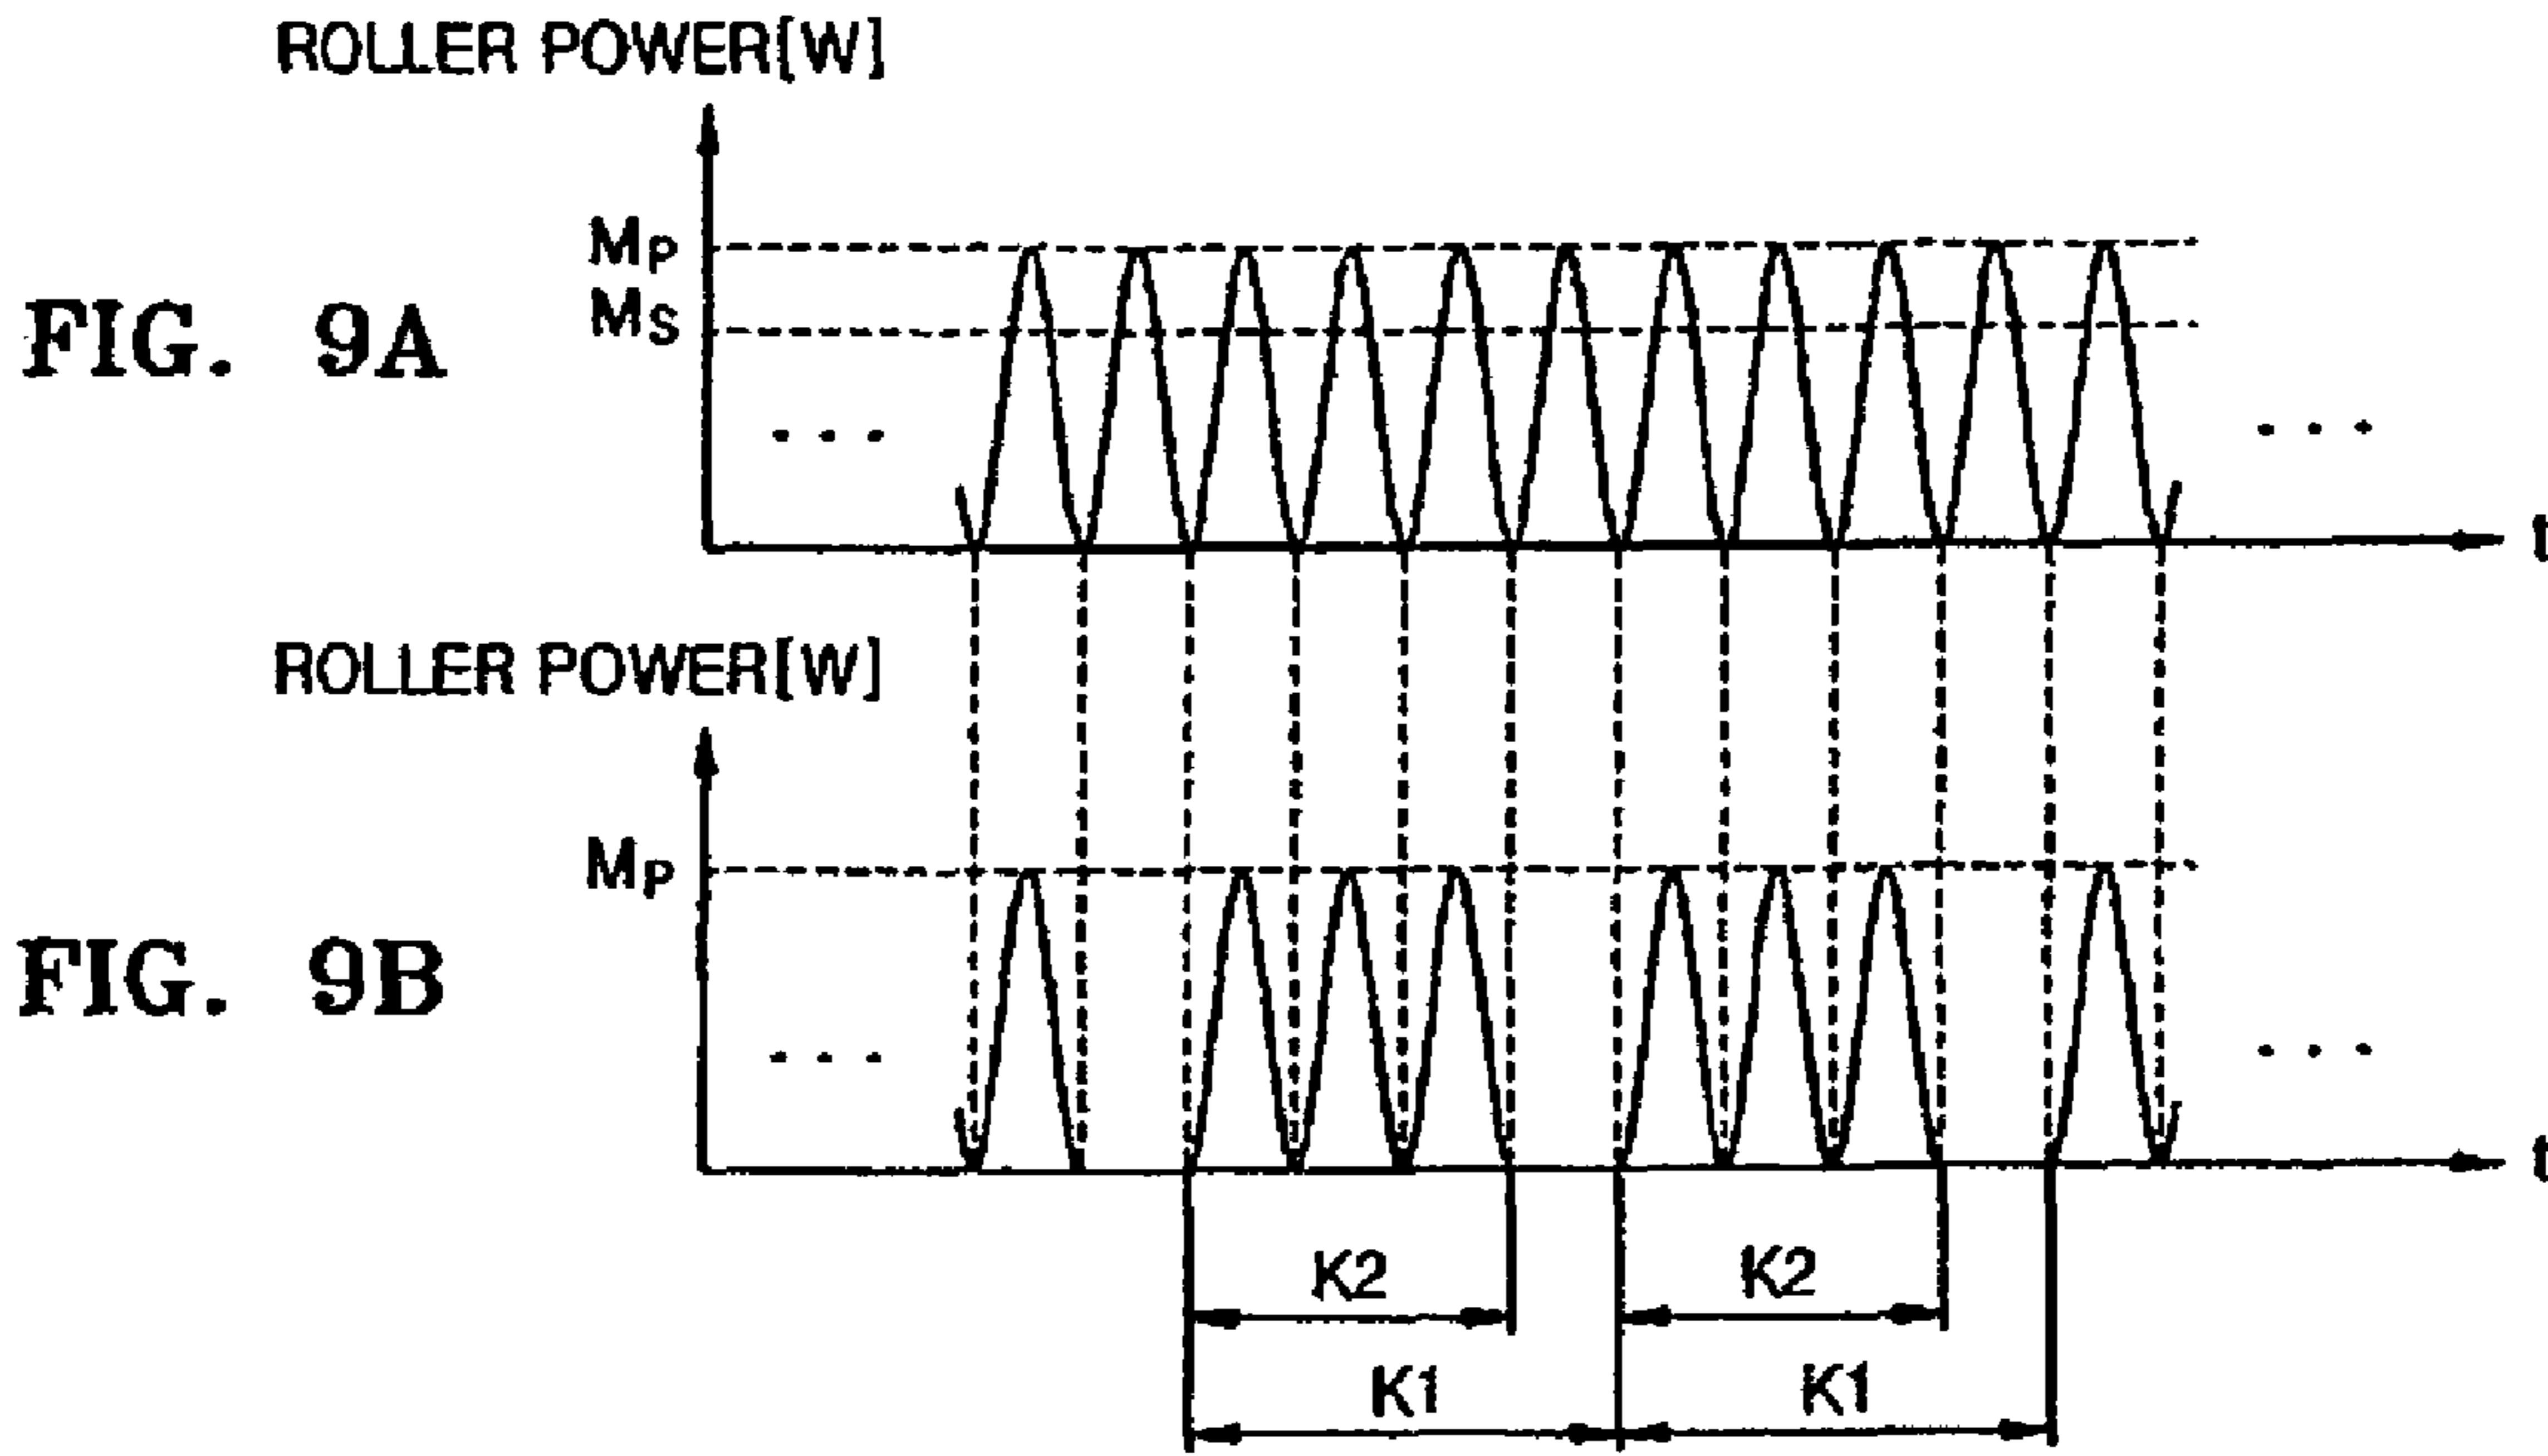 ROLLER POWER[W]
MP
MS
FIG. 9A
. . .
. . .
t
ROLLER POWER[W]
MP
FIG. 9B
. . .
. . .
t
K2
K2
K1
K1